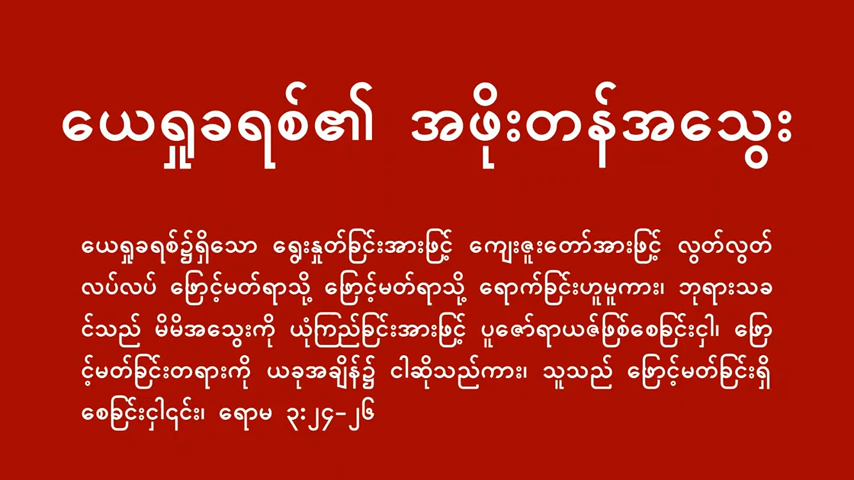 ယေရှုခရစ်၏ အဖိုးတန်အသွေး
ယေရှုခရစ်၌ရှိသော ရွေးနှုတ်ခြင်းအားဖြင့် ကျေးဇူးတော်အားဖြင့် လွတ်လွတ်
လပ်လပ် ဖြောင့်မတ်ရာသို့ ဖြောင့်မတ်ရာသို့ ရောက်ခြင်းဟူမူကား၊ ဘုရားသခ
င်သည် မိမိအသွေးကို ယုံကြည်ခြင်းအားဖြင့် ပူဇော်ရာယဇ်ဖြစ်စေခြင်းငှါ၊ ဖြော
င့်မတ်ခြင်းတရားကို ယခုအချိန်၌ ငါဆိုသည်ကား၊ သူသည် ဖြောင့်မတ်ခြင်းရှိ
စေခြင်းငှါ၎င်း၊ ရောမ ၃:၂၄-၂၆